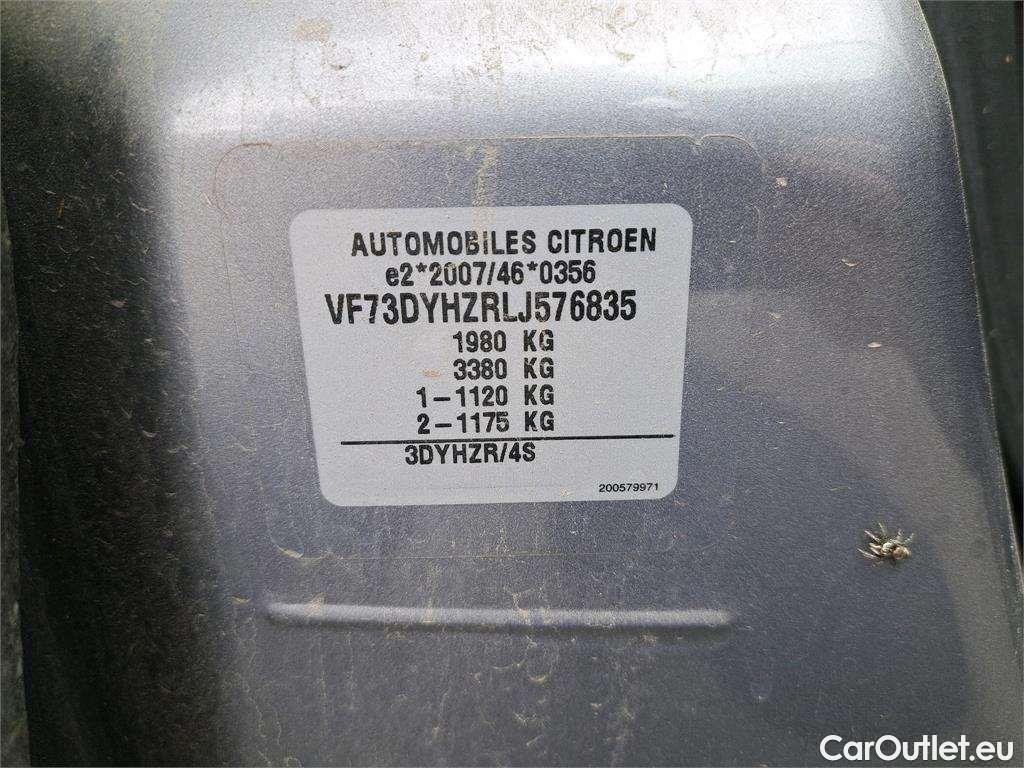 AUTOMOBILES CITROEN
e2*2007/46*0356
VF73DYHZRLJ576835
1980 KG
3380 KG
1-1120 KG
2-1175 KG
3DYHZR/4S
200579971
CarOutlet.eu